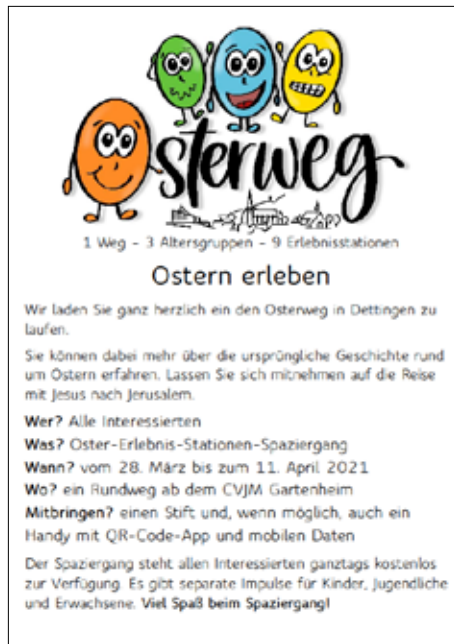 Osterweg
1 Weg - 3 Altersgruppen - 9 Erlebnisstationen
Ostern erleben
Wir laden Sie ganz herzlich ein den Osterweg in Dettingen zu
laufen.
Sie können dabei mehr über die ursprüngliche Geschichte rund
um Ostern erfahren. Lassen Sie sich mitnehmen auf die Reise
mit Jesus nach Jerusalem.
Wer? Alle Interessierten
Was? Oster-Erlebnis-Stationen-Spaziergang
Wann? vom 28. März bis zum 11. April 2021
Wo? ein Rundweg ab dem CVJM Gartenheim
Mitbringen? einen Stift und, wenn möglich, auch ein
Handy mit QR-Code-App und mobilen Daten
Der Spaziergang steht allen Interessierten ganztags kostenlos
zur Verfügung. Es gibt separate Impulse für Kinder, Jugendliche
und Erwachsene. Viel Spaß beim Spaziergang!